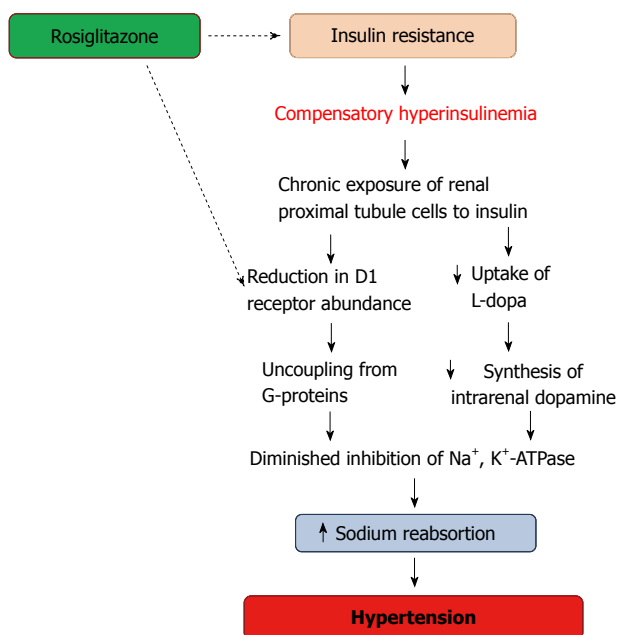 Rosiglitazone
Insulin resistance
Compensatory hyperinsulinemia
Chronic exposure of renal
proximal tubule cells to insulin
Reduction in D1
receptor abundance
↓ Uptake of
L-dopa
Uncoupling from
G-proteins
↓ Synthesis of
intrarenal dopamine
Diminished inhibition of Na⁺, K⁺-ATPase
↑ Sodium reabsortion
Hypertension